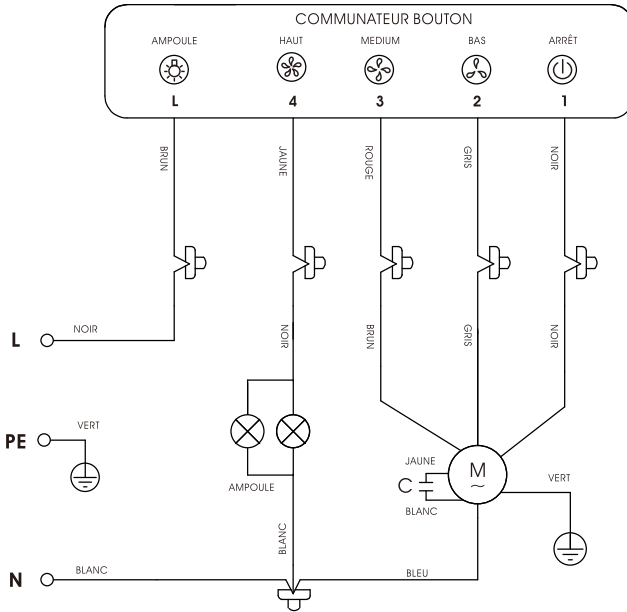 COMMUNATEUR BOUTON
AMPOULE HAUT MEDIUM BAS ARRÊT
L 4 3 2 1
BRUN JAUNE ROUGE GRIS NOIR
NOIR BRUN GRIS NOIR
L NOIR
PE VERT
AMPOULE
JAUNE
C
BLANC
M
~
VERT
BLANC
N BLANC
BLEU